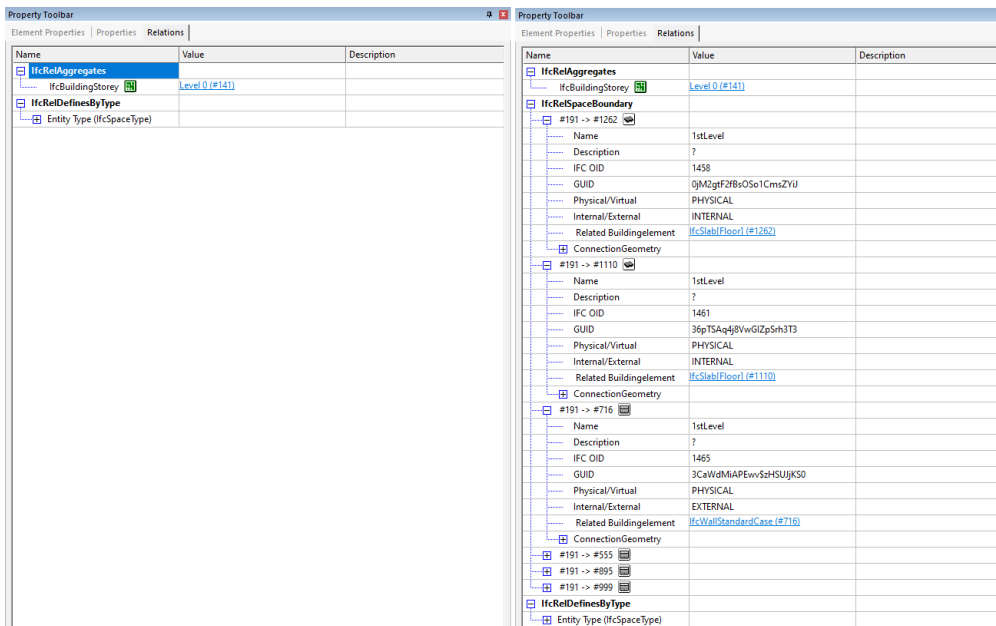 Property Toolbar
Element Properties Properties Relations
Name Value Description
IfcRelAggregates
IfcBuildingStorey Level 0 (#141)
IfcRelDefinesByType
Entity Type (IfcSpaceType)
Property Toolbar
Element Properties Properties Relations
Name Value Description
IfcRelAggregates
IfcBuildingStorey Level 0 (#141)
IfcRelSpaceBoundary
#191 -> #1262
Name 1stLevel
Description ?
IFC OID 1458
GUID 0jM2gtF2fBsOSo1CmsZYiJ
Physical/Virtual PHYSICAL
Internal/External INTERNAL
Related Buildingelement IfcSlab[Floor] (#1262)
ConnectionGeometry
#191 -> #1110
Name 1stLevel
Description ?
IFC OID 1461
GUID 36pTSAq4j8VwGlZpSrh3T3
Physical/Virtual PHYSICAL
Internal/External INTERNAL
Related Buildingelement IfcSlab[Floor] (#1110)
ConnectionGeometry
#191 -> #716
Name 1stLevel
Description ?
IFC OID 1465
GUID 3CaWdMiAPEwv$zHSUJjKS0
Physical/Virtual PHYSICAL
Internal/External EXTERNAL
Related Buildingelement IfcWallStandardCase (#716)
ConnectionGeometry
#191 -> #555
#191 -> #895
#191 -> #999
IfcRelDefinesByType
Entity Type (IfcSpaceType)